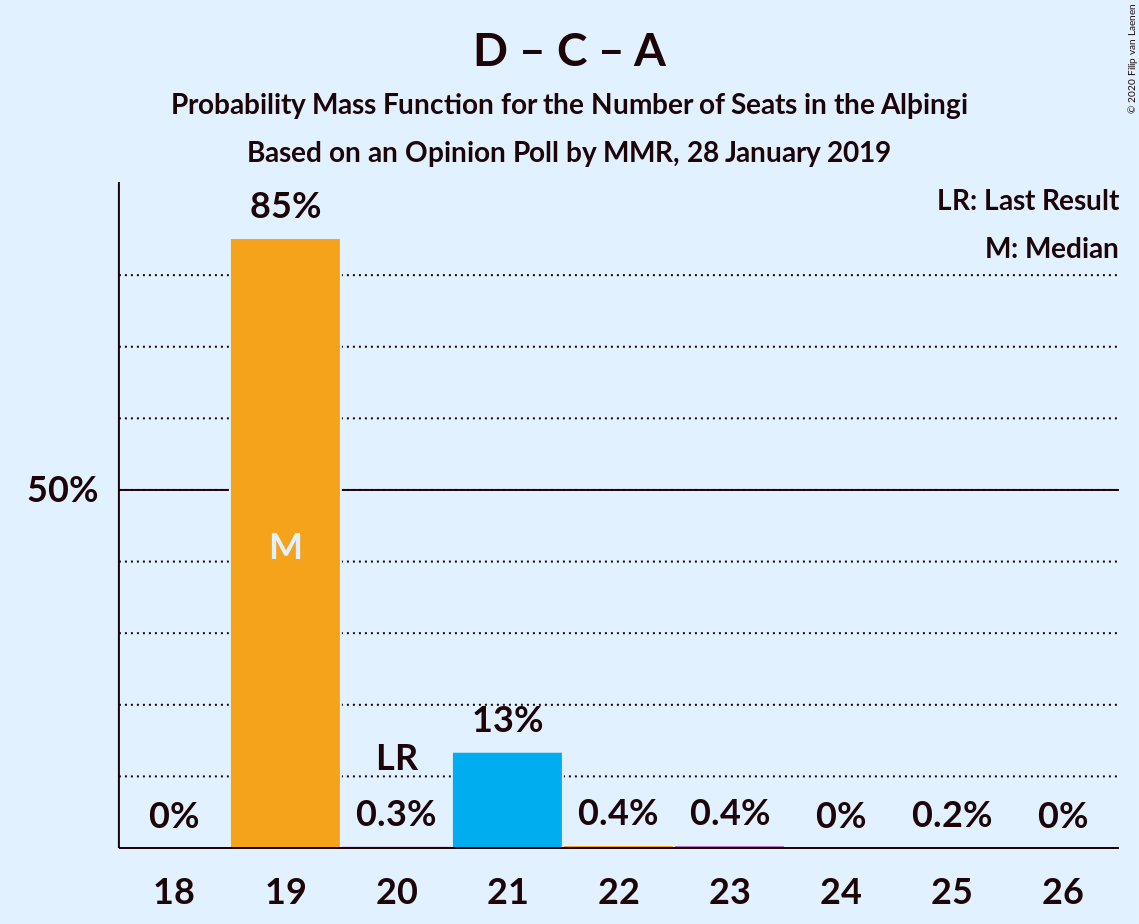 D – C – A
Probability Mass Function for the Number of Seats in the Alþingi
Based on an Opinion Poll by MMR, 28 January 2019
© 2020 Filip van Laenen
LR: Last Result
M: Median
85%
50%
M
13%
LR
0% 0.3% 0.4% 0.4% 0% 0.2% 0%
18 19 20 21 22 23 24 25 26